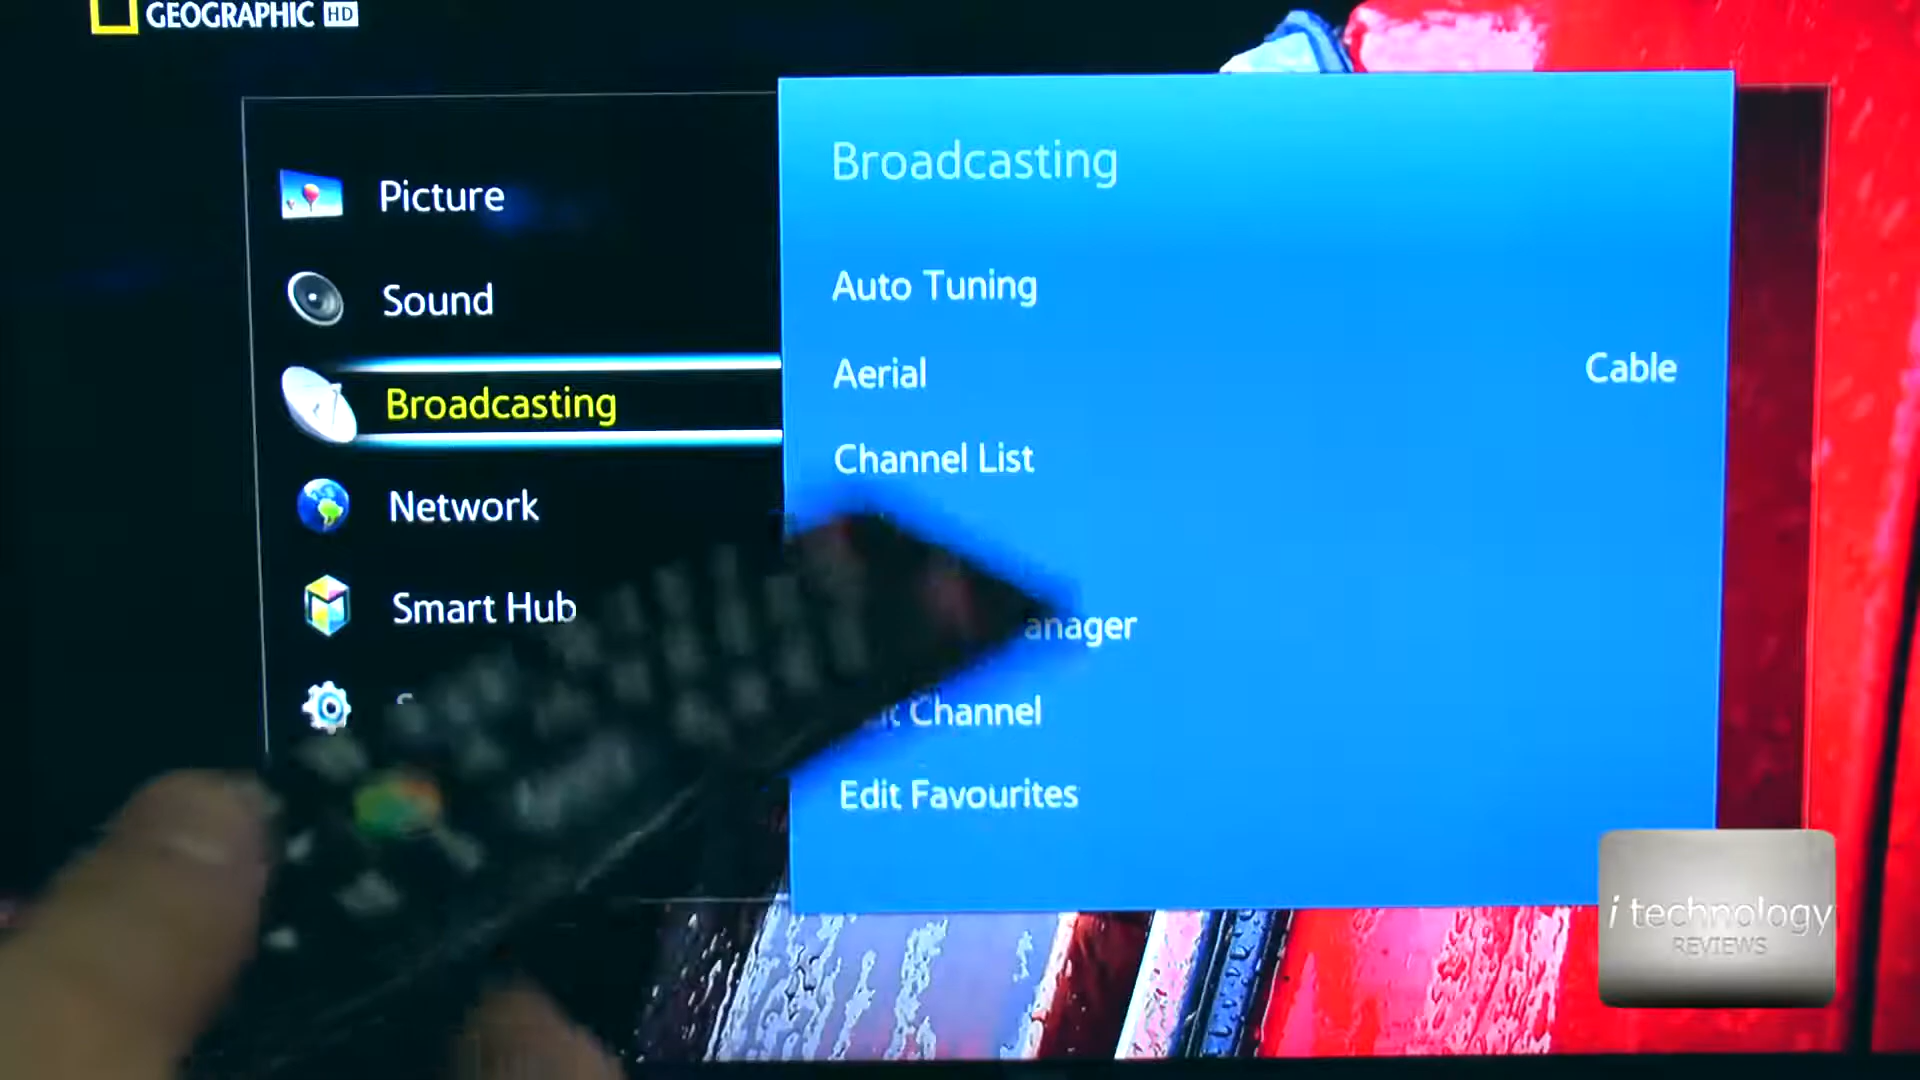 GEOGRAPHIC HD
Picture
Sound
Broadcasting
Network
Smart Hub
Broadcasting
Auto Tuning
Aerial
Cable
Channel List
Channel
Edit Favourites
i technology
REVIEWS